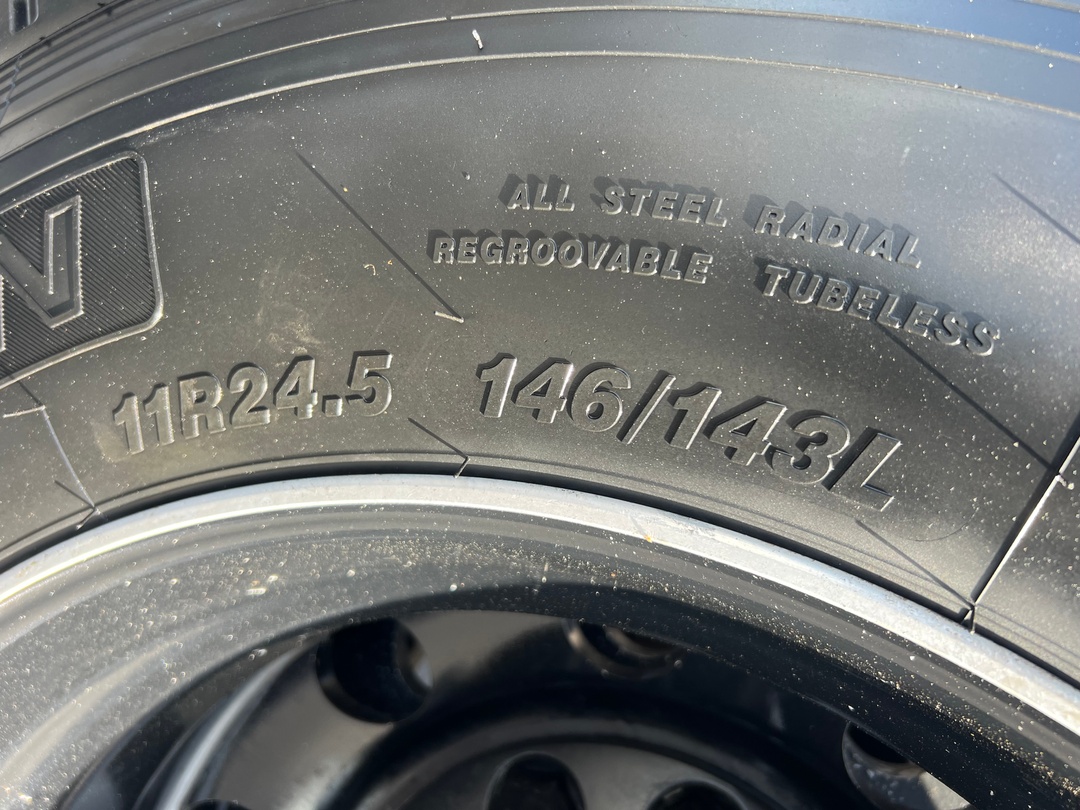 ALL STEEL RADIAL
REGROOVABLE TUBELESS
11R24.5 146/143L